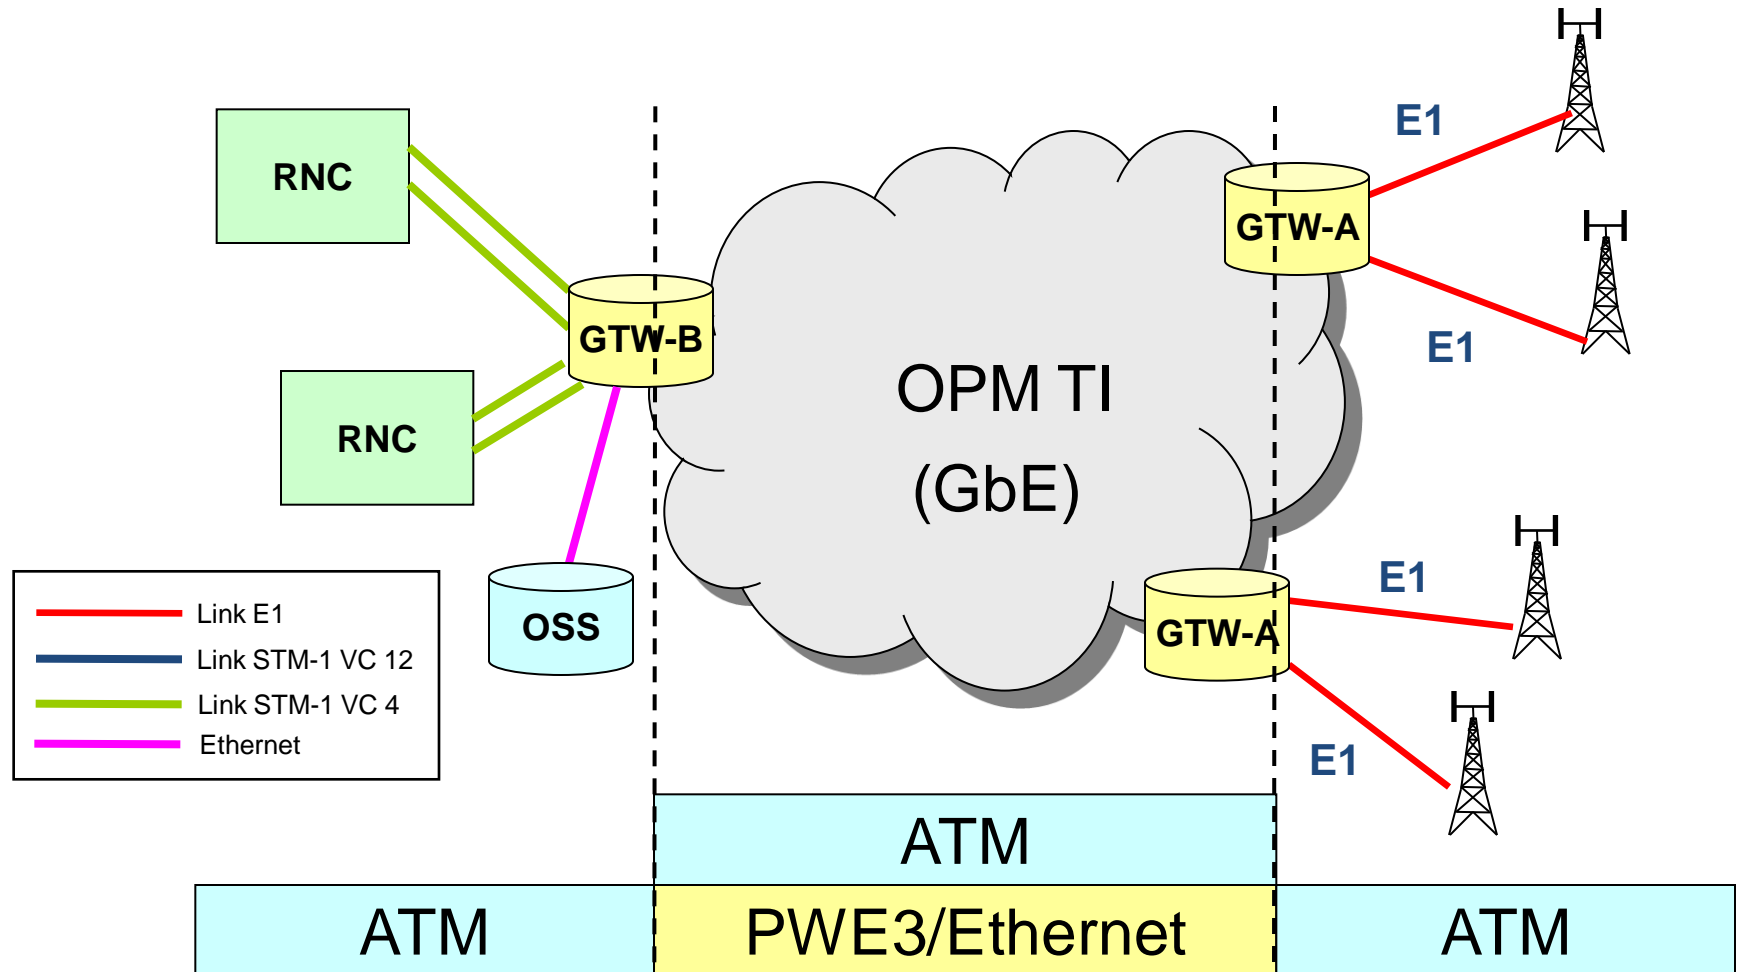 E1
RNC
GTW-A
GTW-B
E1
OPM TI
(GbE)
RNC
E1
Link E1
OSS
GTW-A
Link STM-1 VC 12
Link STM-1 VC 4
Ethernet
E1
ATM
ATM
PWE3/Ethernet
ATM